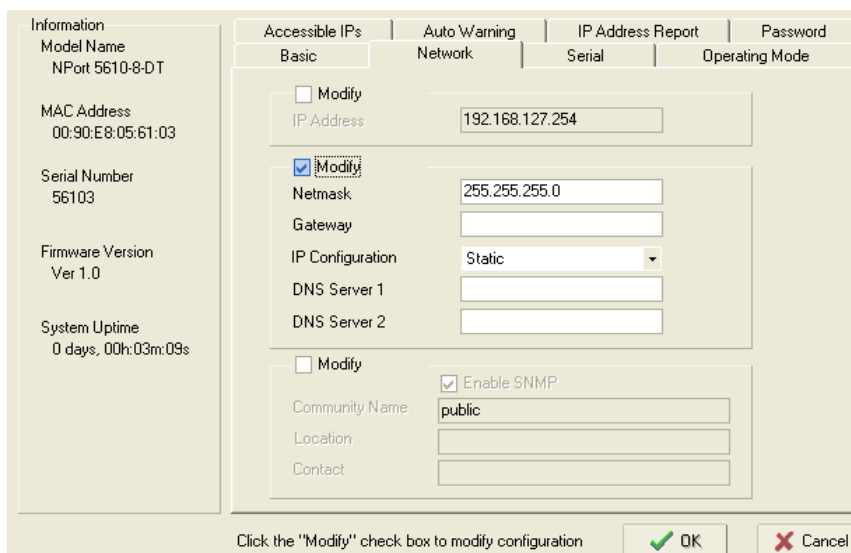 Information
Model Name
NPort 5610-8-DT
MAC Address
00:90:E8:05:61:03
Serial Number
56103
Firmware Version
Ver 1.0
System Uptime
0 days, 00h:03m:09s
Accessible IPs
Auto Warning
IP Address Report
Password
Basic
Network
Serial
Operating Mode
Modify
IP Address
192.168.127.254
Modify
Netmask
255.255.255.0
Gateway
IP Configuration
Static
DNS Server 1
DNS Server 2
Modify
Enable SNMP
Community Name
public
Location
Contact
Click the "Modify" check box to modify configuration
OK
Cancel